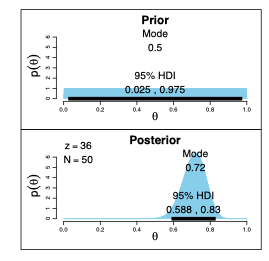 Prior
Mode
0.5
95% HDI
0.025 , 0.975
p(θ)
0 1 2 3 4 5 6
0.0 0.2 0.4 0.6 0.8 1.0
θ
Posterior
z = 36
N = 50
Mode
0.72
95% HDI
0.588 , 0.83
p(θ)
0 1 2 3 4 5 6
0.0 0.2 0.4 0.6 0.8 1.0
θ